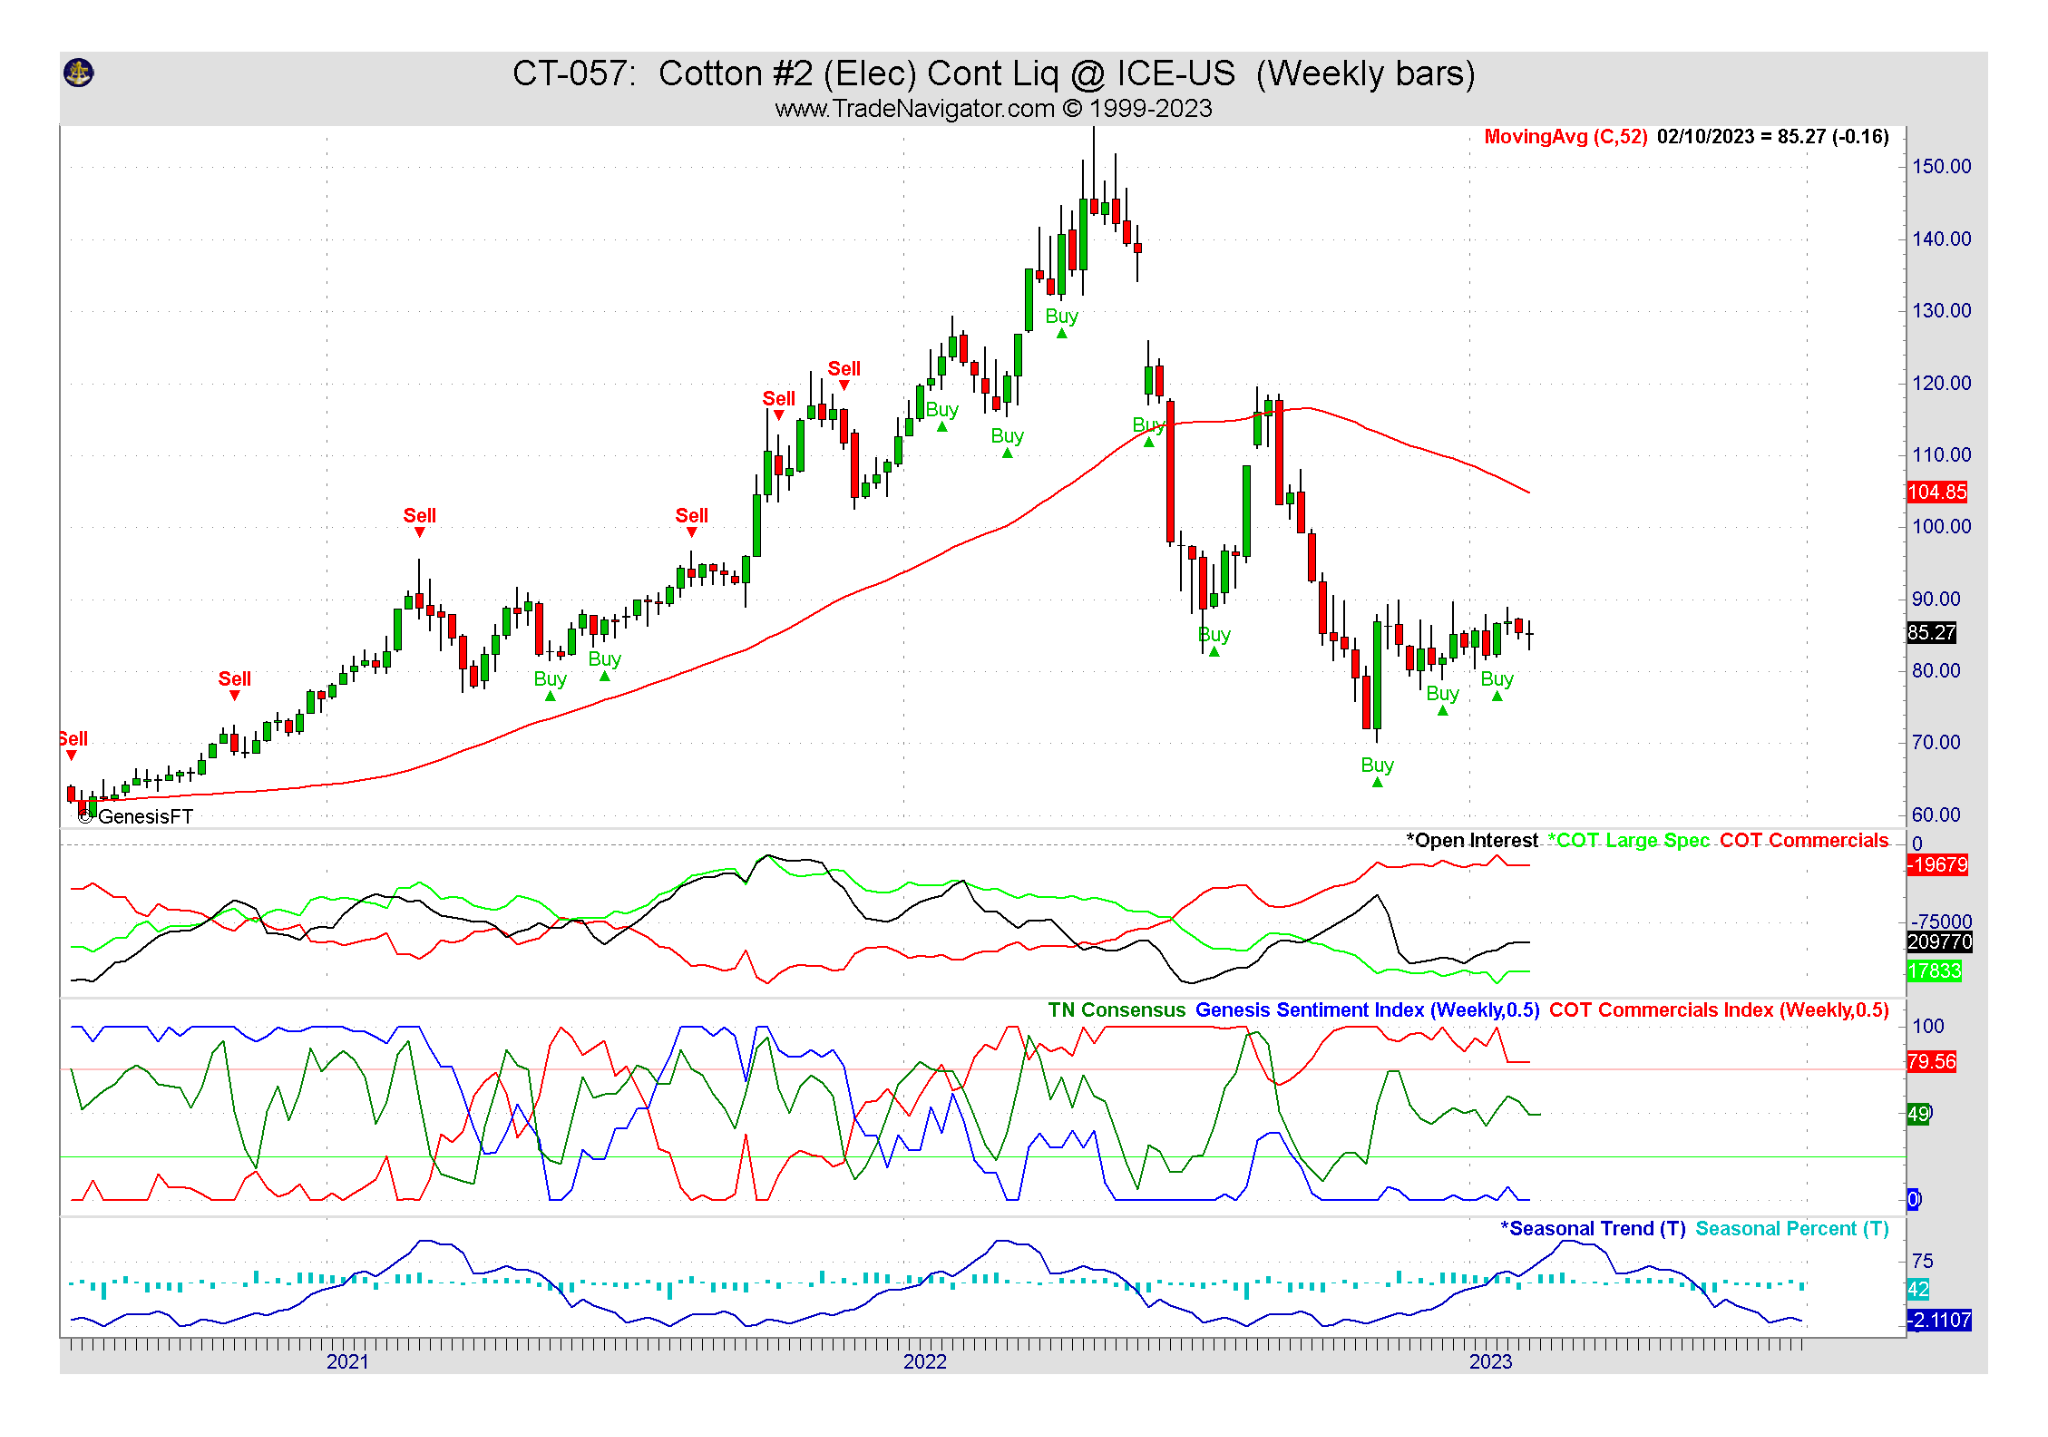 CT-057: Cotton #2 (Elec) Cont Liq @ ICE-US (Weekly bars)
www.TradeNavigator.com © 1999-2023
MovingAvg (C,52) 02/10/2023 = 85.27 (-0.16)
150.00
140.00
130.00
Buy
120.00
Sell
Sell
Buy
Buy
Buy
110.00
104.85
100.00
Sell
Sell
90.00
85.27
Buy
80.00
Buy
Buy
Sell
Buy
Buy
70.00
Sell
Buy
60.00
© GenesisFT
*Open Interest *COT Large Spec COT Commercials
0
-19679
-75000
209770
17833
TN Consensus Genesis Sentiment Index (Weekly,0.5) COT Commercials Index (Weekly,0.5)
100
79.56
49
0
*Seasonal Trend (T) Seasonal Percent (T)
75
42
-2.1107
2021 2022 2023